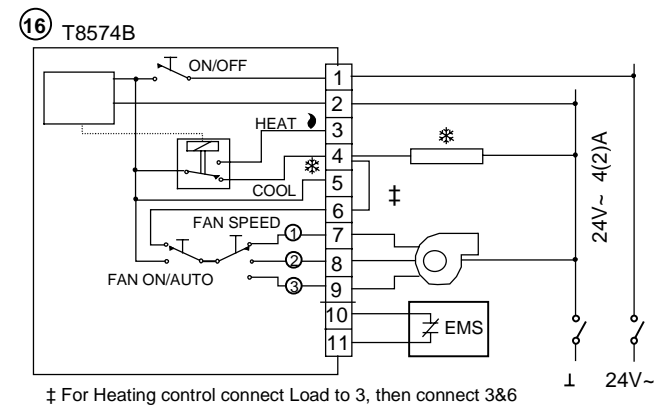 16 T8574B
ON/OFF
1
2
HEAT 3
4
COOL 5
6
FAN SPEED
1 7
2 8
FAN ON/AUTO
3 9
10
11
EMS
‡
24V~ 4(2)A
⊥ 24V~
‡ For Heating control connect Load to 3, then connect 3&6